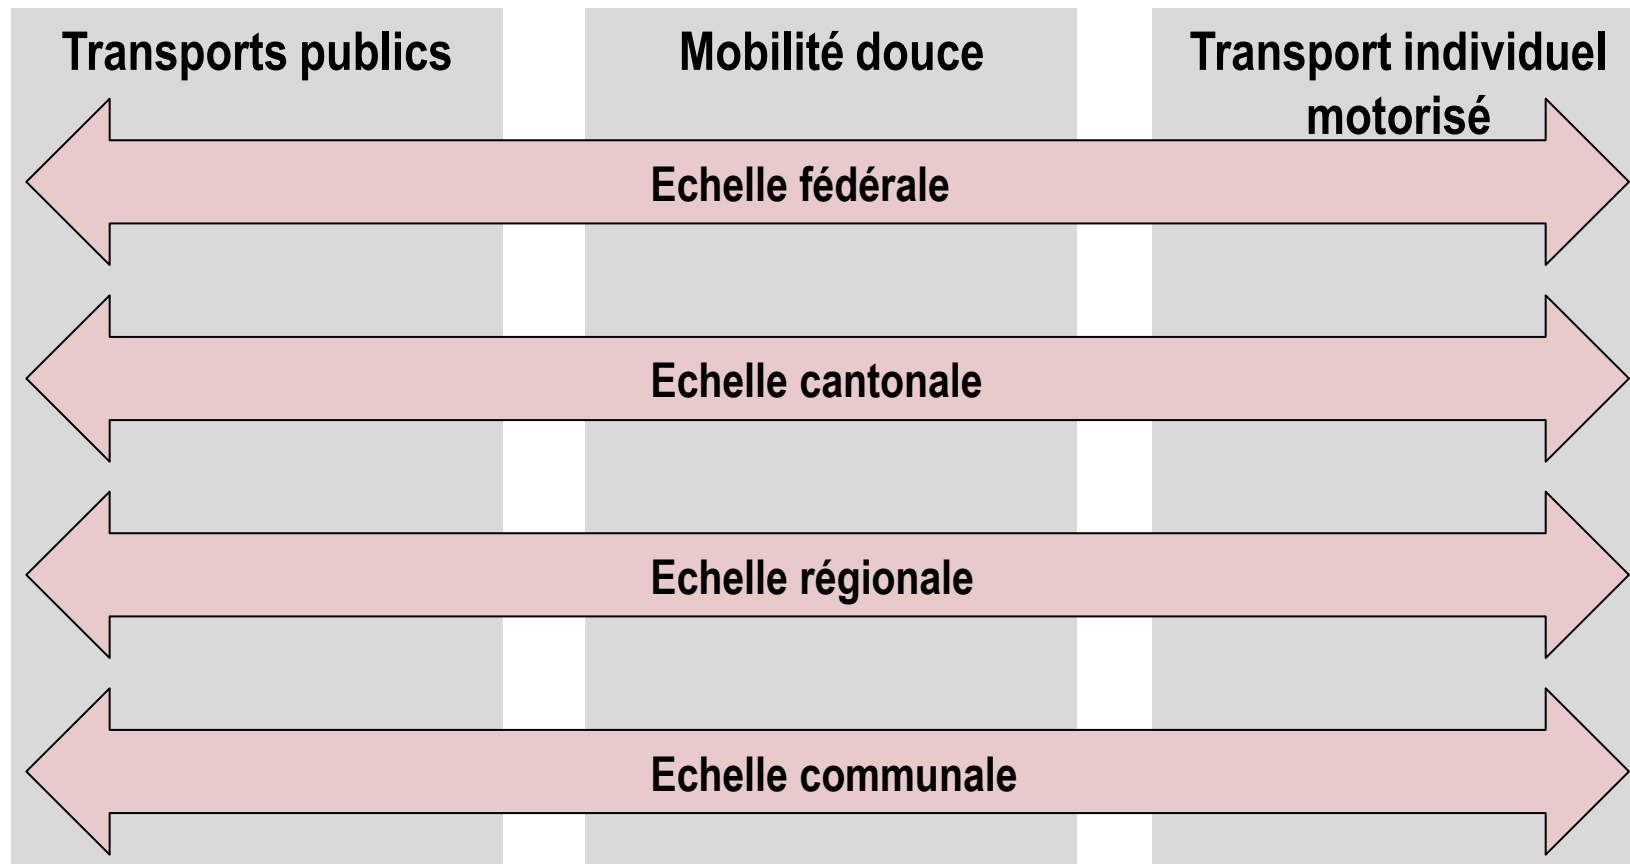 Transports publics
Mobilité douce
Transport individuel
motorisé
Echelle fédérale
Echelle cantonale
Echelle régionale
Echelle communale